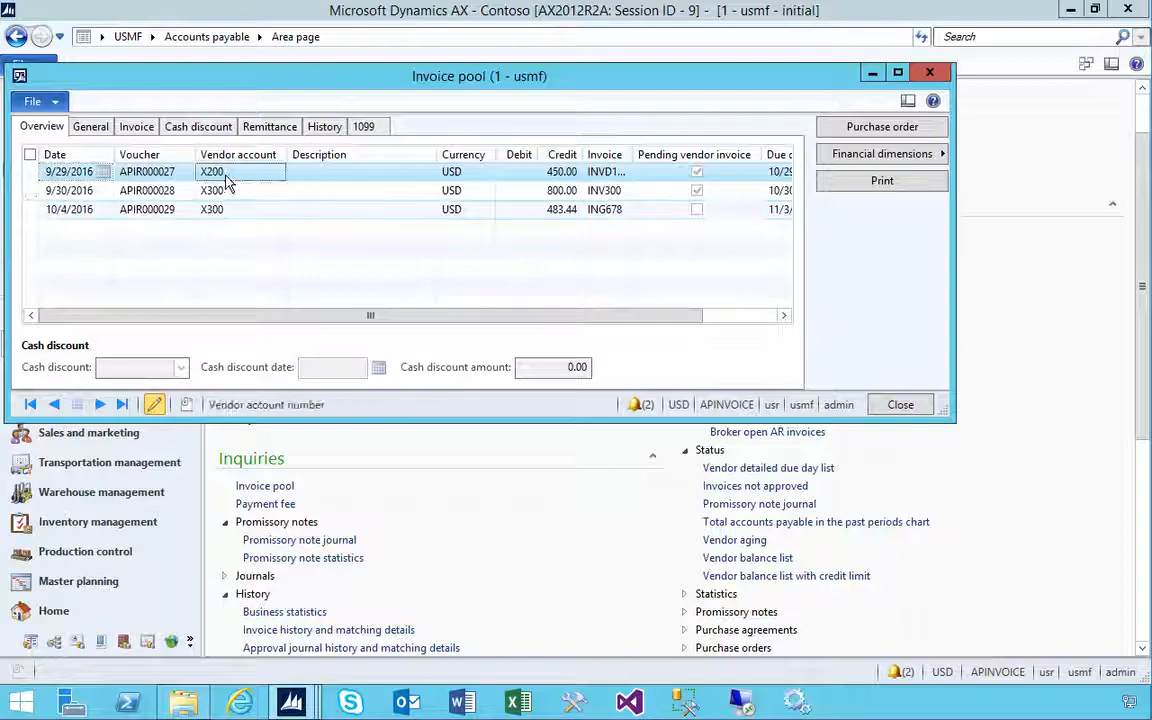 Microsoft Dynamics AX - Contoso [AX2012R2A: Session ID - 9] - [1 - usmf - initial]
USMF Accounts payable Area page
Search
Invoice pool (1 - usmf)
File
Overview General Invoice Cash discount Remittance History 1099
Date Voucher Vendor account Description Currency Debit Credit Invoice Pending vendor invoice Due c
9/29/2016 APIR000027 X200 USD 450.00 INVD1... 10/29
9/30/2016 APIR000028 X300 USD 800.00 INV300 10/30
10/4/2016 APIR000029 X300 USD 483.44 ING678 11/3/
Purchase order
Financial dimensions
Print
Cash discount
Cash discount: Cash discount date: Cash discount amount: 0.00
Vendor account number
(2) USD APINVOICE usr usmf admin Close
Sales and marketing
Transportation management
Warehouse management
Inventory management
Production control
Master planning
Home
Inquiries
Invoice pool
Payment fee
Promissory notes
Promissory note journal
Promissory note statistics
Journals
History
Business statistics
Invoice history and matching details
Approval journal history and matching details
Broker open AR invoices
Status
Vendor detailed due day list
Invoices not approved
Promissory note journal
Total accounts payable in the past periods chart
Vendor aging
Vendor balance list
Vendor balance list with credit limit
Statistics
Promissory notes
Purchase agreements
Purchase orders
(2) USD APINVOICE usr usmf admin